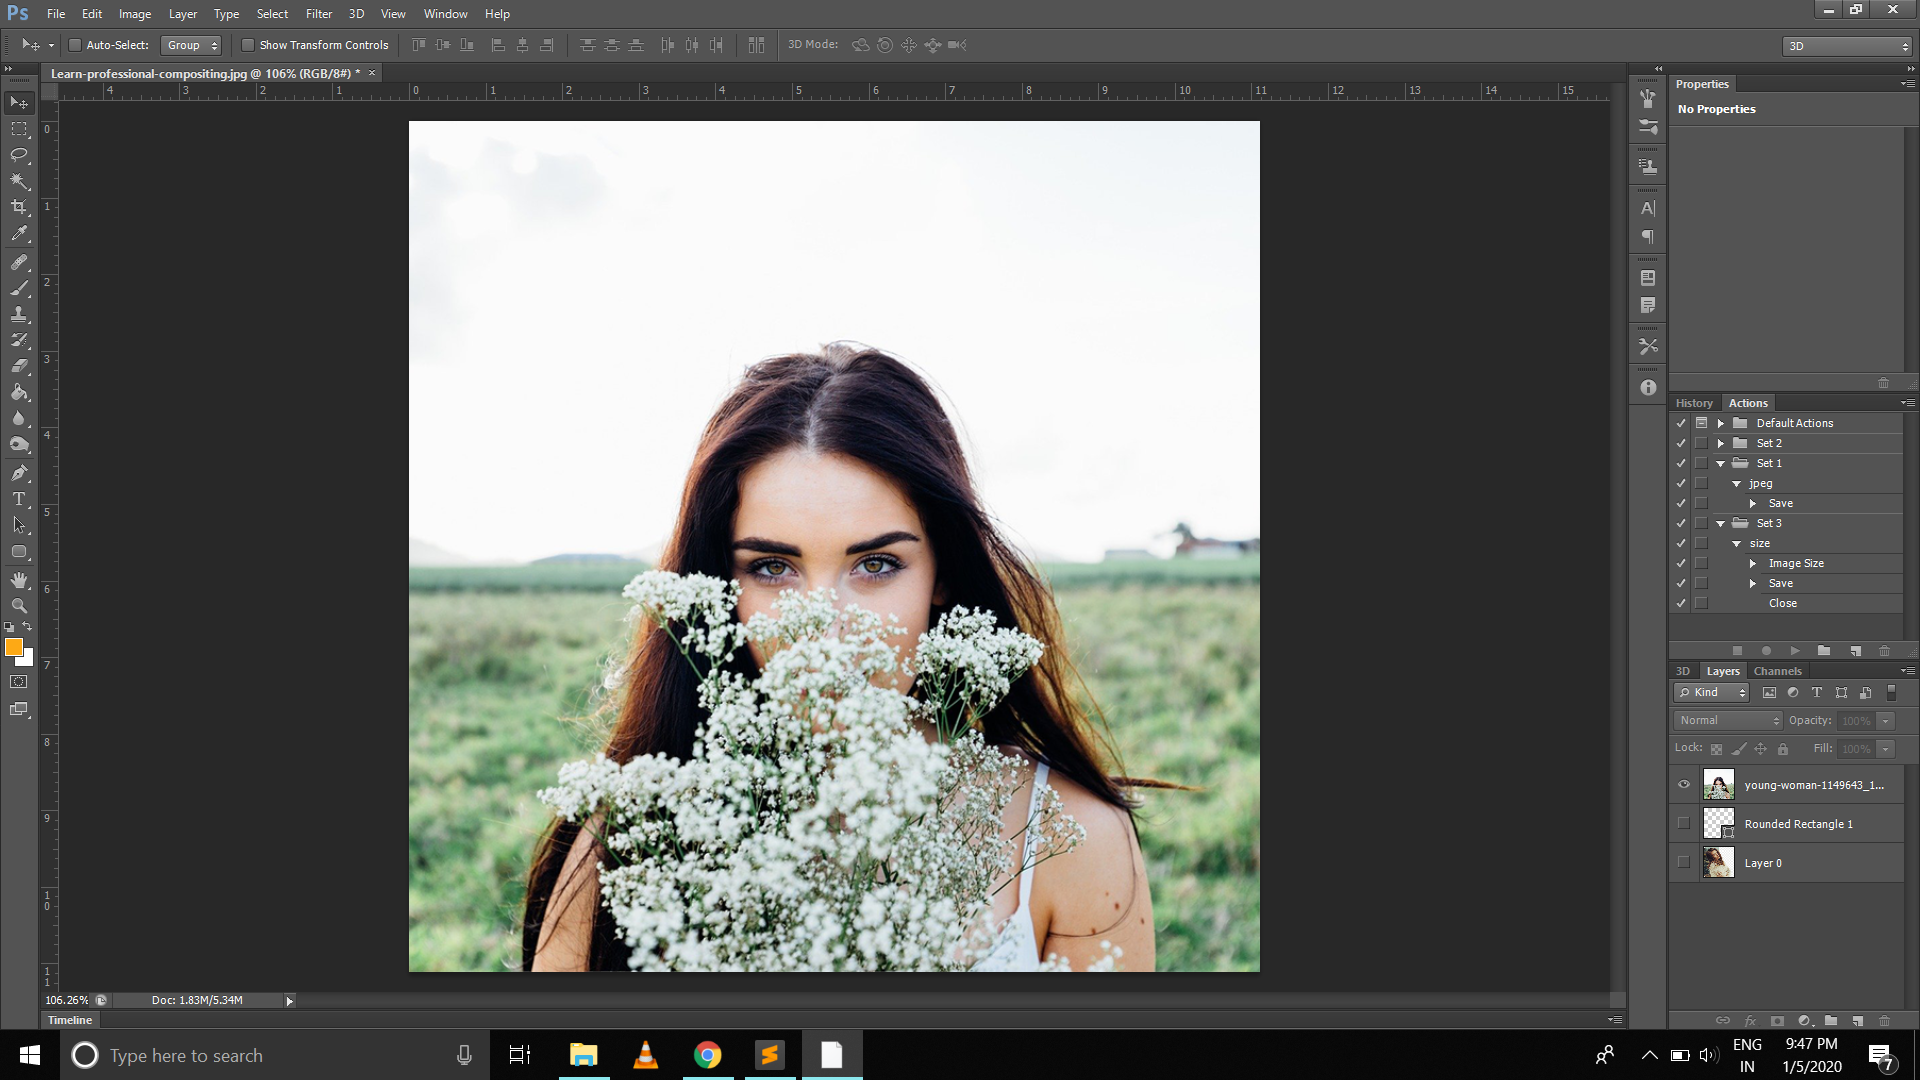 Ps File Edit Image Layer Type Select Filter 3D View Window Help
Auto-Select: Group Show Transform Controls 3D Mode: 3D
Learn-professional-compositing.jpg @ 106% (RGB/8#) * ×
4 3 2 1 0 1 2 3 4 5 6 7 8 9 10 11 12 13 14 15
0
1
2
3
4
5
6
7
8
9
1
0
1
1
Properties
No Properties
History Actions
Default Actions
Set 2
Set 1
jpeg
Save
Set 3
size
Image Size
Save
Close
3D Layers Channels
Kind
Normal Opacity: 100%
Lock: Fill: 100%
young-woman-1149643_1...
Rounded Rectangle 1
Layer 0
fx
106.26% Doc: 1.83M/5.34M
Timeline
Type here to search
ENG
IN
9:47 PM
1/5/2020
7